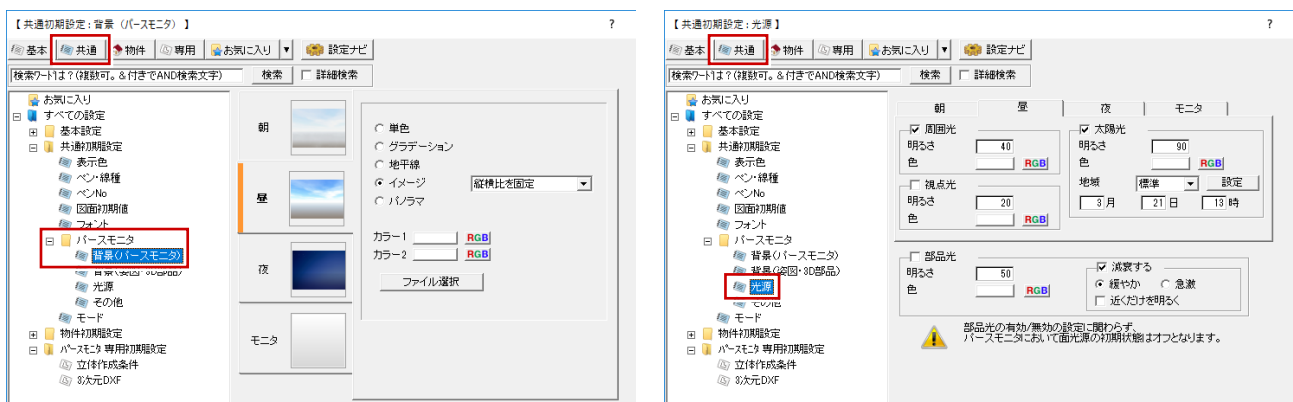 【共通初期設定:背景（パースモニタ）】
?
基本 共通 物件 専用 お気に入り ▼ 設定ナビ
検索ワードは?(複数可。&付きでAND検索文字) 検索 詳細検索
お気に入り
すべての設定
基本設定
共通初期設定
表示色
ペン・線種
ペンNo
図面初期値
フォント
パースモニタ
背景(パースモニタ)
背景(姿図・3D部品)
光源
その他
モード
物件初期設定
パースモニタ 専用初期設定
立体作成条件
3次元DXF
朝
昼
夜
モニタ
単色
グラデーション
地平線
イメージ 縦横比を固定
パノラマ
カラー1 RGB
カラー2 RGB
ファイル選択
【共通初期設定:光源】
?
基本 共通 物件 専用 お気に入り ▼ 設定ナビ
検索ワードは?(複数可。&付きでAND検索文字) 検索 詳細検索
お気に入り
すべての設定
基本設定
共通初期設定
表示色
ペン・線種
ペンNo
図面初期値
フォント
パースモニタ
背景(パースモニタ)
背景(姿図・3D部品)
光源
その他
モード
物件初期設定
パースモニタ 専用初期設定
立体作成条件
3次元DXF
朝 昼 夜 モニタ
周囲光
明るさ 40
色 RGB
視点光
明るさ 20
色 RGB
太陽光
明るさ 90
色 RGB
地域 標準 設定
3 月 21 日 13 時
部品光
明るさ 50
色 RGB
減衰する
緩やか 急激
近くだけを明るく
部品光の有効/無効の設定に関わらず、
パースモニタにおいて面光源の初期状態はオフとなります。